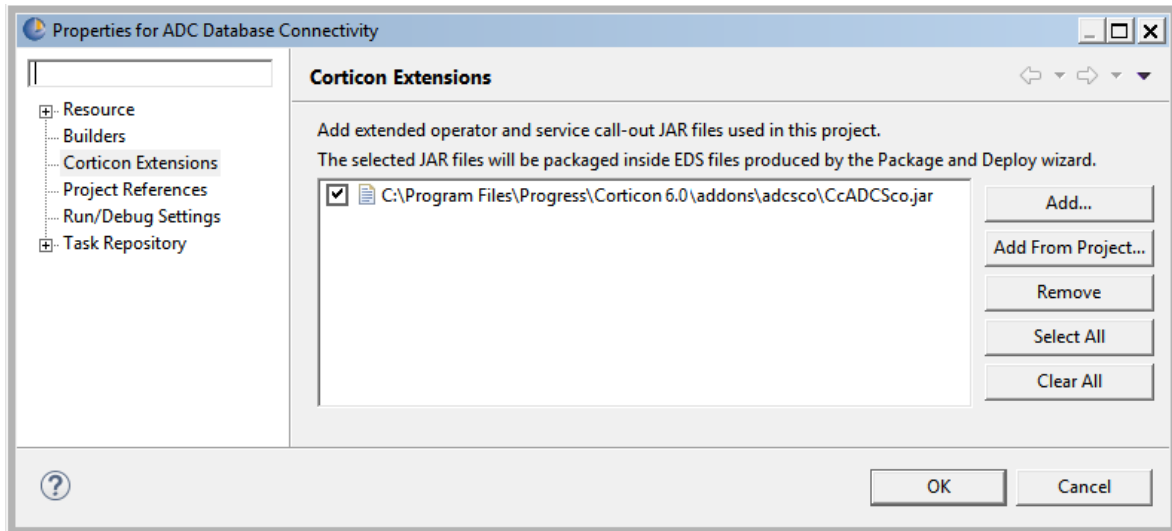 Properties for ADC Database Connectivity
Corticon Extensions
Resource
Builders
Corticon Extensions
Project References
Run/Debug Settings
Task Repository
Add extended operator and service call-out JAR files used in this project.
The selected JAR files will be packaged inside EDS files produced by the Package and Deploy wizard.
C:\Program Files\Progress\Corticon 6.0\addons\adcsco\CcADCSco.jar
Add...
Add From Project...
Remove
Select All
Clear All
?
OK
Cancel